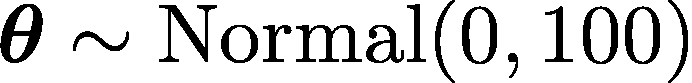 𝜽 ∼ Normal(0, 100)